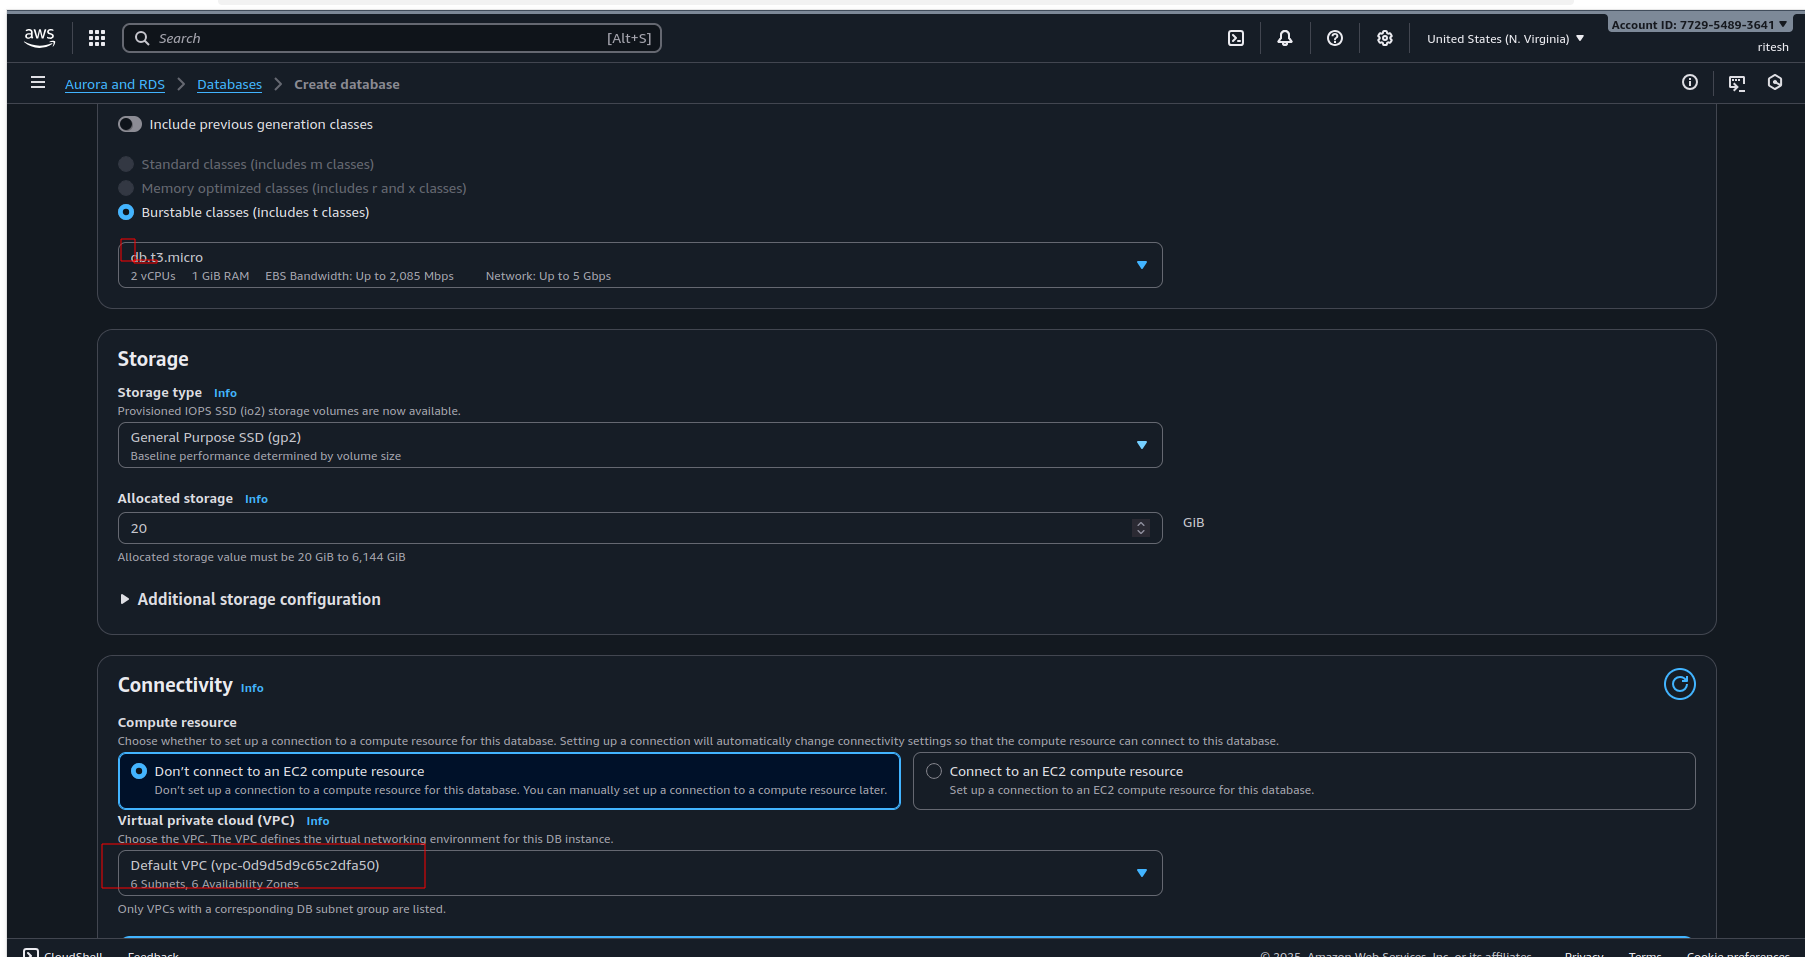 aws
Search [Alt+S]
United States (N. Virginia)
Account ID: 7729-5489-3641
ritesh
Aurora and RDS
Databases
Create database
Include previous generation classes
Standard classes (includes m classes)
Memory optimized classes (includes r and x classes)
Burstable classes (includes t classes)
db.t3.micro
2 vCPUs 1 GiB RAM EBS Bandwidth: Up to 2,085 Mbps Network: Up to 5 Gbps
Storage
Storage type Info
Provisioned IOPS SSD (io2) storage volumes are now available.
General Purpose SSD (gp2)
Baseline performance determined by volume size
Allocated storage Info
20 GiB
Allocated storage value must be 20 GiB to 6,144 GiB
Additional storage configuration
Connectivity Info
Compute resource
Choose whether to set up a connection to a compute resource for this database. Setting up a connection will automatically change connectivity settings so that the compute resource can connect to this database.
Don't connect to an EC2 compute resource
Don't set up a connection to a compute resource for this database. You can manually set up a connection to a compute resource later.
Connect to an EC2 compute resource
Set up a connection to an EC2 compute resource for this database.
Virtual private cloud (VPC) Info
Choose the VPC. The VPC defines the virtual networking environment for this DB instance.
Default VPC (vpc-0d9d5d9c65c2dfa50)
6 Subnets, 6 Availability Zones
Only VPCs with a corresponding DB subnet group are listed.
CloudShell Feedback © 2025, Amazon Web Services, Inc. or its affiliates. Privacy Terms Cookie preferences